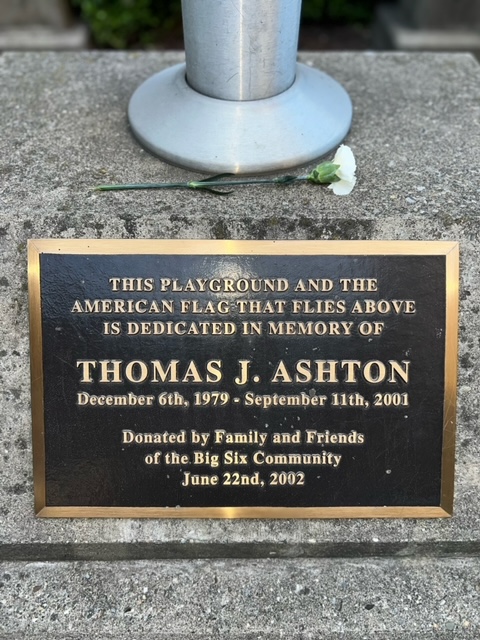 THIS PLAYGROUND AND THE
AMERICAN FLAG THAT FLIES ABOVE
IS DEDICATED IN MEMORY OF
THOMAS J. ASHTON
December 6th, 1979 - September 11th, 2001
Donated by Family and Friends
of the Big Six Community
June 22nd, 2002